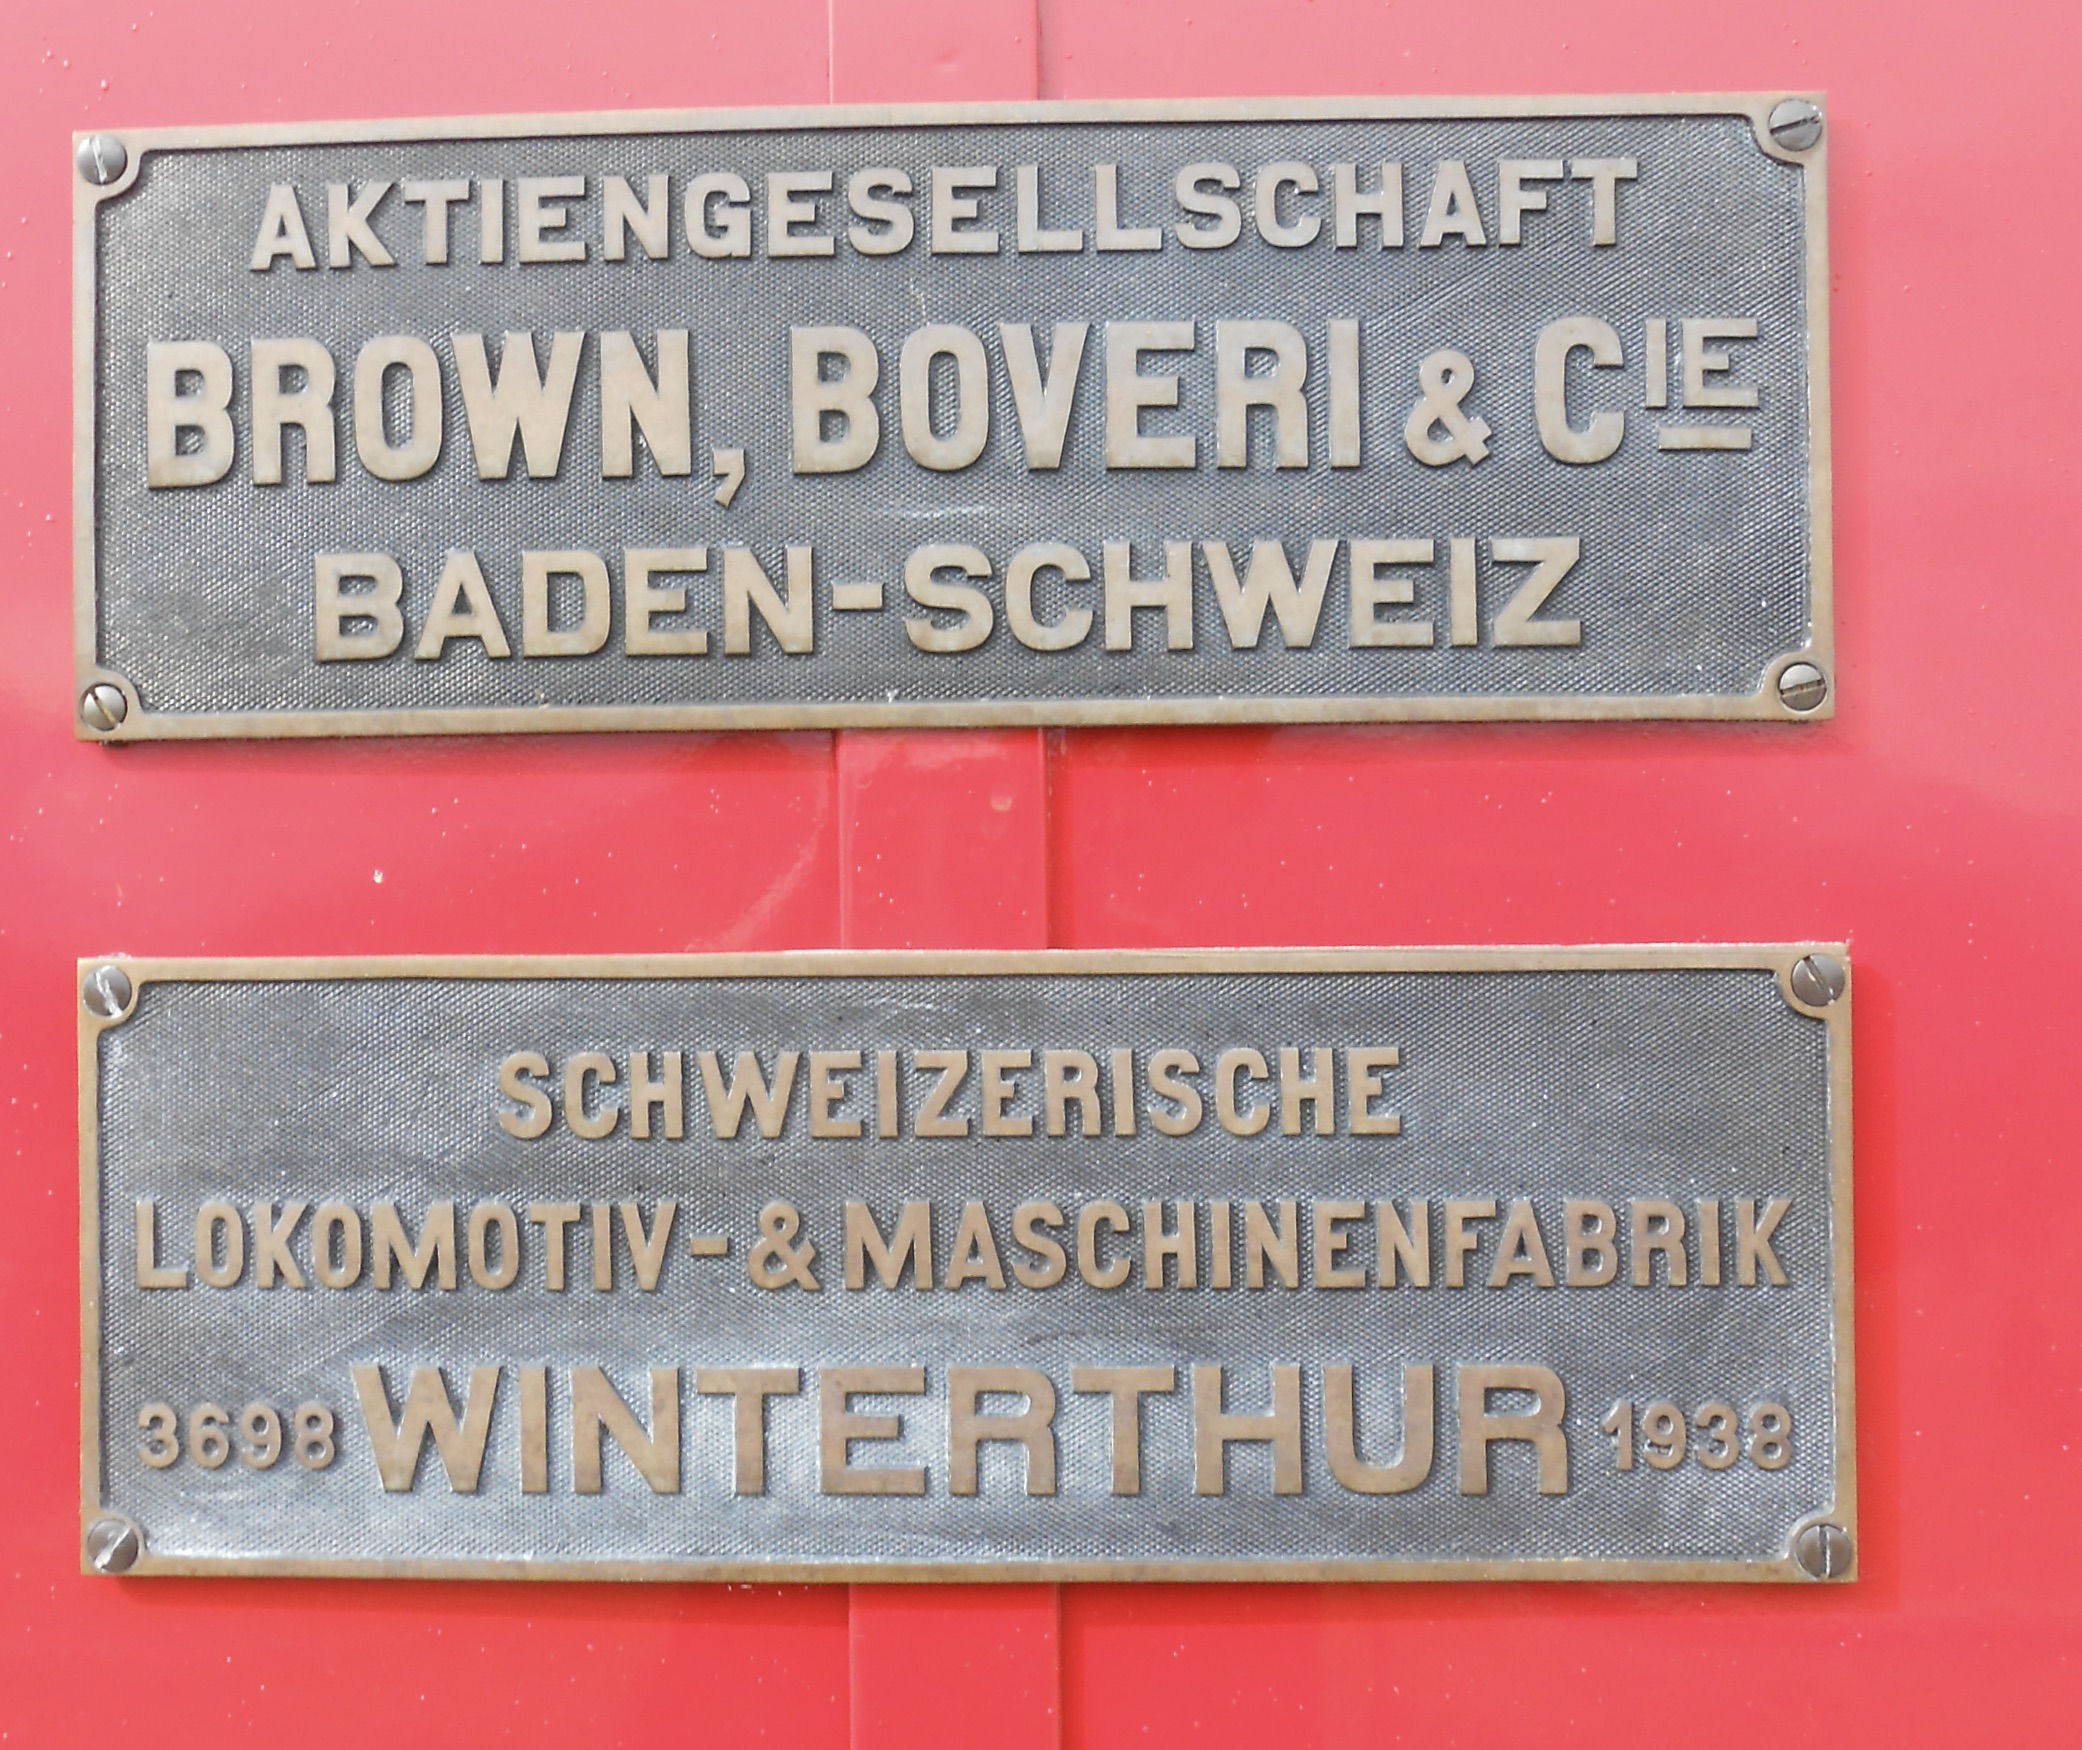 AKTIENGESELLSCHAFT
BROWN, BOVERI & CIE
BADEN-SCHWEIZ
SCHWEIZERISCHE
LOKOMOTIV-& MASCHINENFABRIK
3698 WINTERTHUR 1938